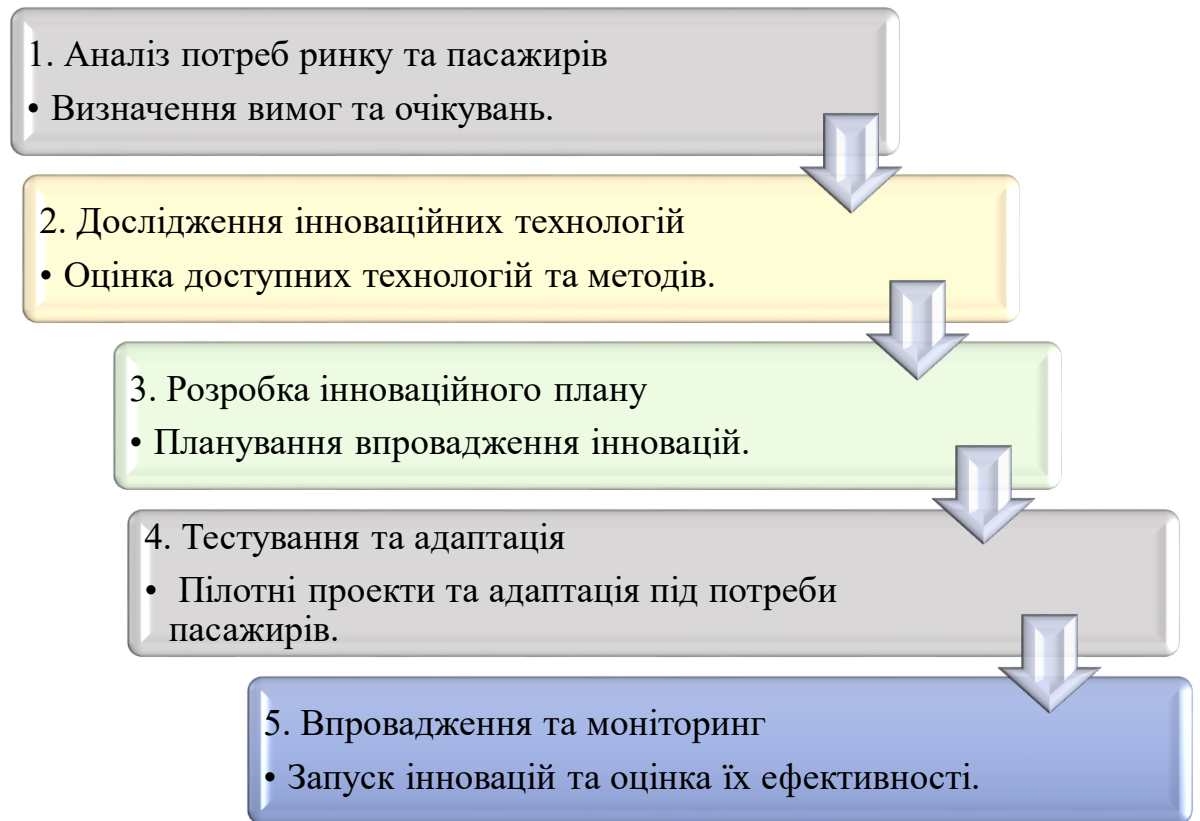 1. Аналіз потреб ринку та пасажирів
• Визначення вимог та очікувань.
2. Дослідження інноваційних технологій
• Оцінка доступних технологій та методів.
3. Розробка інноваційного плану
• Планування впровадження інновацій.
4. Тестування та адаптація
• Пілотні проекти та адаптація під потреби
пасажирів.
5. Впровадження та моніторинг
• Запуск інновацій та оцінка їх ефективності.